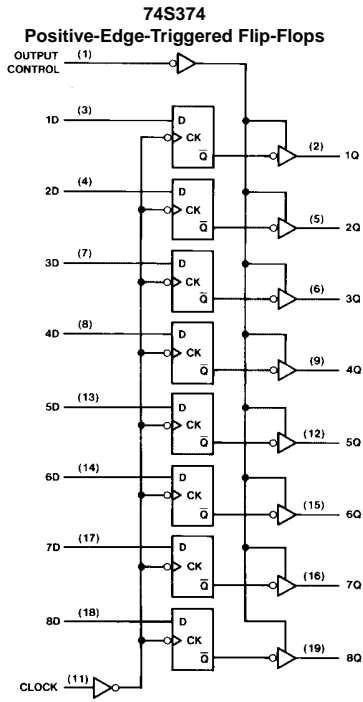 74S374
Positive-Edge-Triggered Flip-Flops
OUTPUT CONTROL (1)
1D (3) D CK Q̅ (2) 1Q
2D (4) D CK Q̅ (5) 2Q
3D (7) D CK Q̅ (6) 3Q
4D (8) D CK Q̅ (9) 4Q
5D (13) D CK Q̅ (12) 5Q
6D (14) D CK Q̅ (15) 6Q
7D (17) D CK Q̅ (16) 7Q
8D (18) D CK Q̅ (19) 8Q
CLOCK (11)